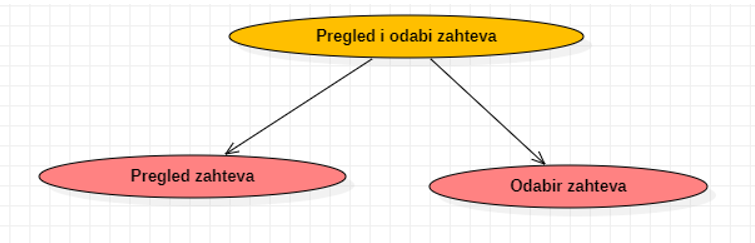 Pregled i odabi zahteva
Pregled zahteva
Odabir zahteva